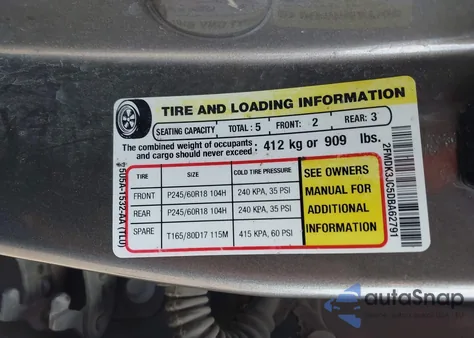 TIRE AND LOADING INFORMATION
SEATING CAPACITY TOTAL: 5 FRONT: 2 REAR: 3
The combined weight of occupants and cargo should never exceed: 412 kg or 909 lbs.
TIRE SIZE COLD TIRE PRESSURE
FRONT P245/60R18 104H 240 KPA, 35 PSI
REAR P245/60R18 104H 240 KPA, 35 PSI
SPARE T165/80D17 115M 415 KPA, 60 PSI
SEE OWNERS
MANUAL FOR
ADDITIONAL
INFORMATION
2FMDK3JC5DBA62791
autoSnap